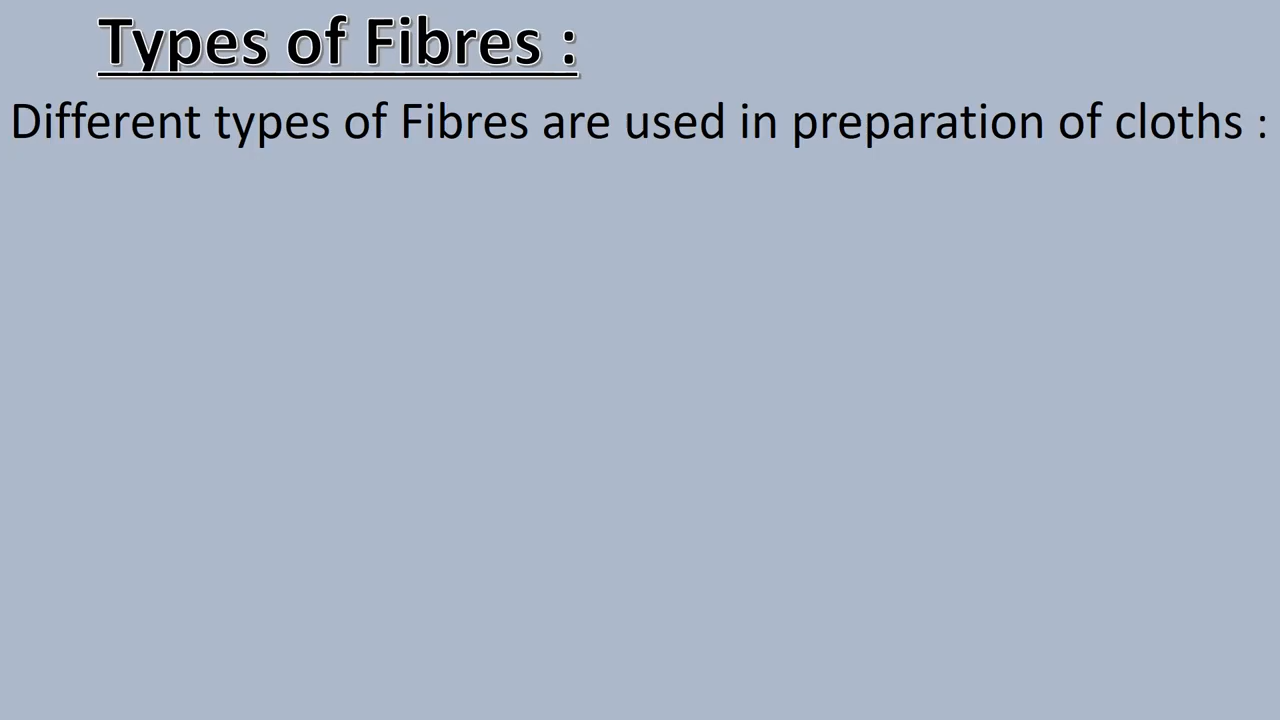 Types of Fibres :
Different types of Fibres are used in preparation of cloths :